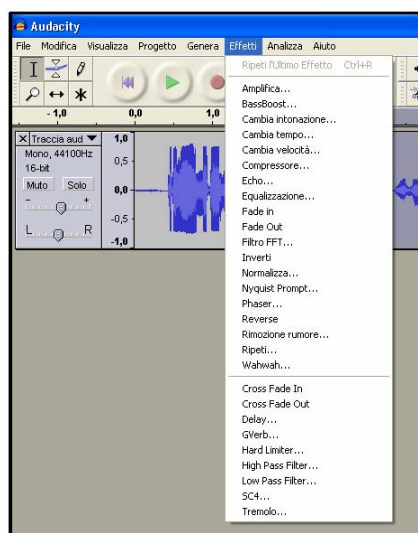 Audacity
File Modifica Visualizza Progetto Genera Effetti Analizza Aiuto
Ripeti l'Ultimo Effetto Ctrl+R
Amplifica...
BassBoost...
Cambia intonazione...
Cambia tempo...
Cambia velocità...
Compressore...
Echo...
Equalizzazione...
Fade in
Fade Out
Filtro FFT...
Inverti
Normalizza...
Nyquist Prompt...
Phaser...
Reverse
Rimozione rumore...
Ripeti...
Wahwah...
Cross Fade In
Cross Fade Out
Delay...
GVerb...
Hard Limiter...
High Pass Filter...
Low Pass Filter...
SC4...
Tremolo...
- 1,0 0,0 1,0
Traccia aud
Mono, 44100Hz
16-bit
Muto Solo
- +
L R
1,0
0,5
0,0
-0,5
-1,0